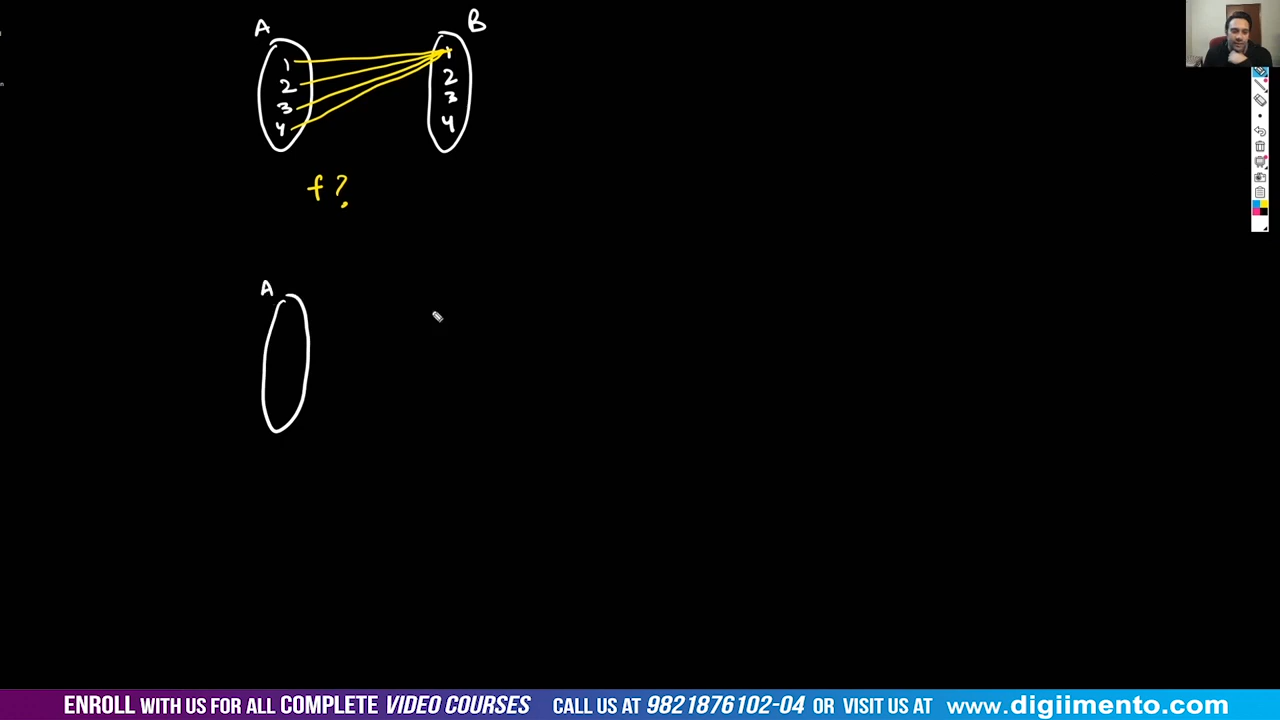 A B
1 1
2 2
3 3
4 4
f ?
A
ENROLL WITH US FOR ALL COMPLETE VIDEO COURSES CALL US AT 9821876102-04 OR VISIT US AT www.digiimento.com